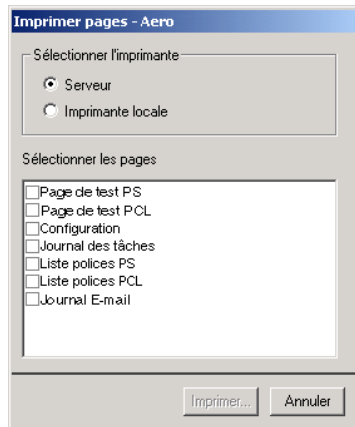 Imprimer pages - Aero
Sélectionner l'imprimante
Serveur
Imprimante locale
Sélectionner les pages
Page de test PS
Page de test PCL
Configuration
Journal des tâches
Liste polices PS
Liste polices PCL
Journal E-mail
Imprimer... Annuler